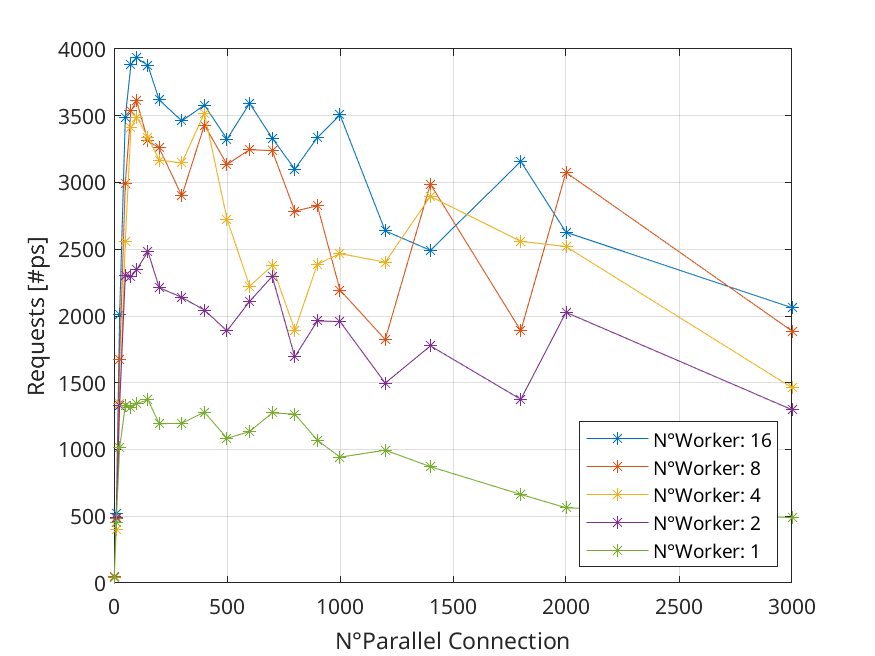 4000
3500
3000
2500
2000
1500
1000
500
0
Requests [#ps]
0 500 1000 1500 2000 2500 3000
N°Parallel Connection
N°Worker: 16
N°Worker: 8
N°Worker: 4
N°Worker: 2
N°Worker: 1